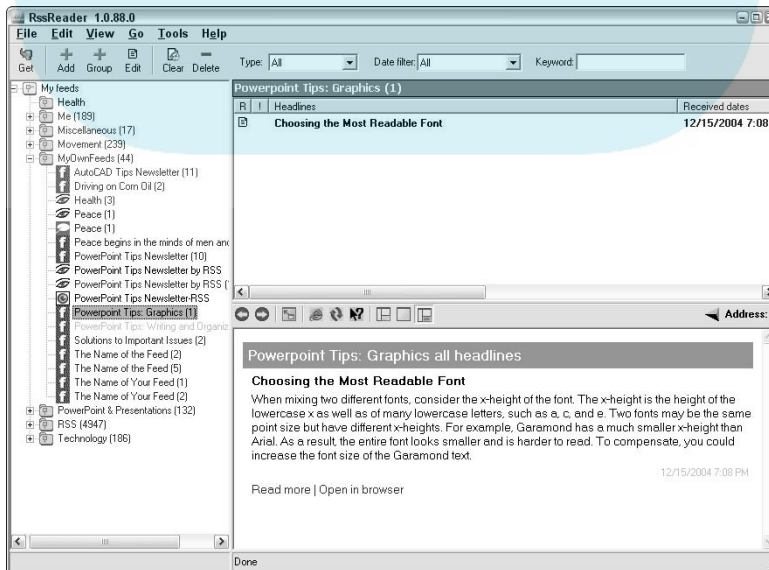 RssReader 1.0.88.0
File Edit View Go Tools Help
Get Add Group Edit Clear Delete Type: All Date filter: All Keyword:
My feeds
Health
Me (189)
Miscellaneous (17)
Movement (239)
MyOwnFeeds (44)
AutoCAD Tips Newsletter (11)
Driving on Corn Oil (2)
Health (3)
Peace (1)
Peace (1)
Peace begins in the minds of men and
PowerPoint Tips Newsletter (10)
PowerPoint Tips Newsletter by RSS
PowerPoint Tips Newsletter by RSS (
PowerPoint Tips Newsletter-RSS
Powerpoint Tips: Graphics (1)
PowerPoint Tips: Writing and Organiz
Solutions to Important Issues (2)
The Name of the Feed (2)
The Name of the Feed (5)
The Name of Your Feed (1)
The Name of Your Feed (2)
PowerPoint & Presentations (132)
RSS (4947)
Technology (186)
Powerpoint Tips: Graphics (1)
R ! Headlines Received dates
Choosing the Most Readable Font 12/15/2004 7:08
Address:
Powerpoint Tips: Graphics all headlines
Choosing the Most Readable Font
When mixing two different fonts, consider the x-height of the font. The x-height is the height of the
lowercase x as well as of many lowercase letters, such as a, c, and e. Two fonts may be the same
point size but have different x-heights. For example, Garamond has a much smaller x-height than
Arial. As a result, the entire font looks smaller and is harder to read. To compensate, you could
increase the font size of the Garamond text.
12/15/2004 7:08 PM
Read more | Open in browser
Done